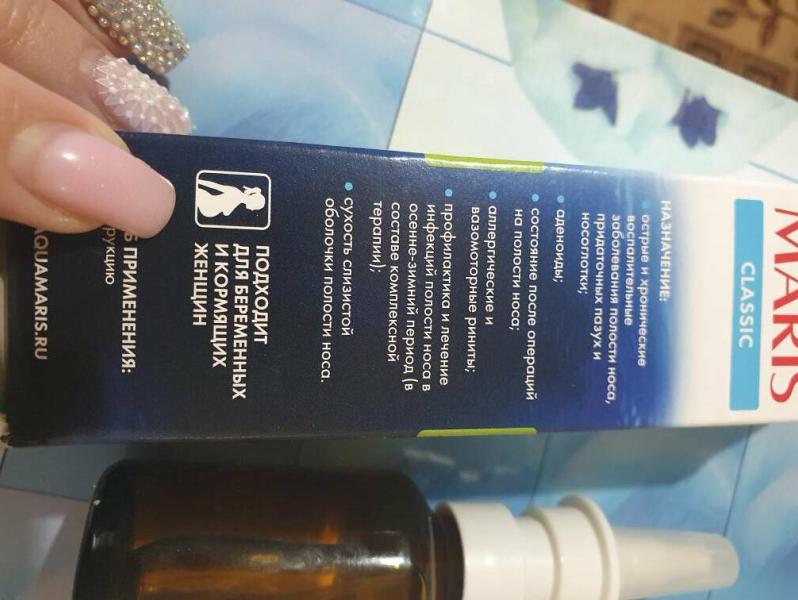 MARIS
CLASSIC
НАЗНАЧЕНИЕ:
• острые и хронические
воспалительные
заболевания полости носа,
придаточных пазух и
носоглотки;
• аденоиды;
• состояние после операций
на полости носа;
• аллергические и
вазомоторные риниты;
• профилактика и лечение
инфекций полости носа в
осенне-зимний период (в
составе комплексной
терапии);
• сухость слизистой
оболочки полости носа.
ПОДХОДИТ
ДЛЯ БЕРЕМЕННЫХ
И КОРМЯЩИХ
ЖЕНЩИН
ПРИМЕНЕНИЯ:
QUAMARIS.RU